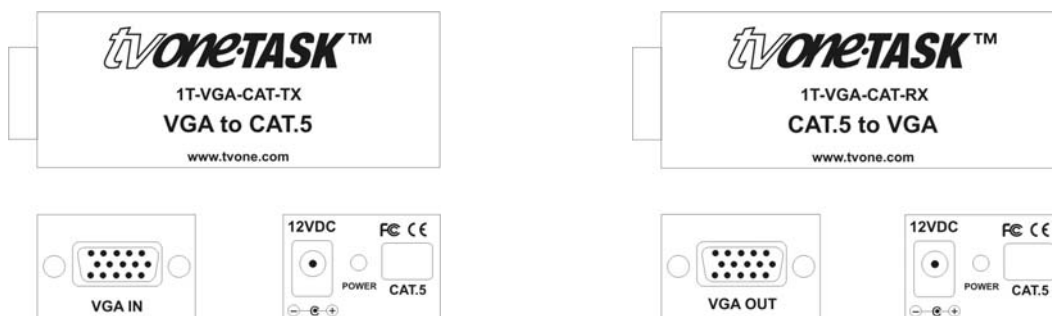 tvone·TASK™
1T-VGA-CAT-TX
VGA to CAT.5
www.tvone.com
tvone·TASK™
1T-VGA-CAT-RX
CAT.5 to VGA
www.tvone.com
VGA IN
12VDC FC CE
POWER CAT.5
VGA OUT
12VDC FC CE
POWER CAT.5